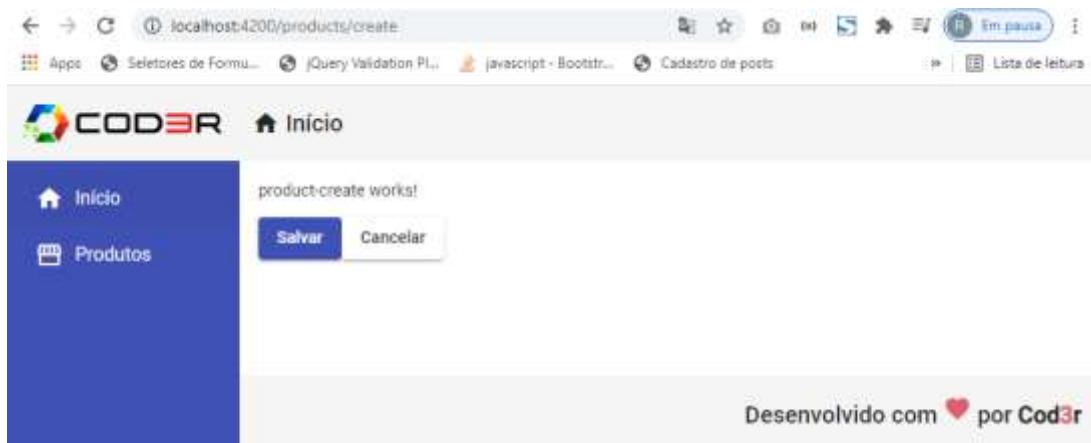 localhost:4200/products/create
Em pausa
Apps Seletores de Formu... jQuery Validation Pl... javascript - Bootstr... Cadastro de posts » Lista de leitura
COD3R Início
Início
product-create works!
Salvar Cancelar
Produtos
Desenvolvido com por Cod3r